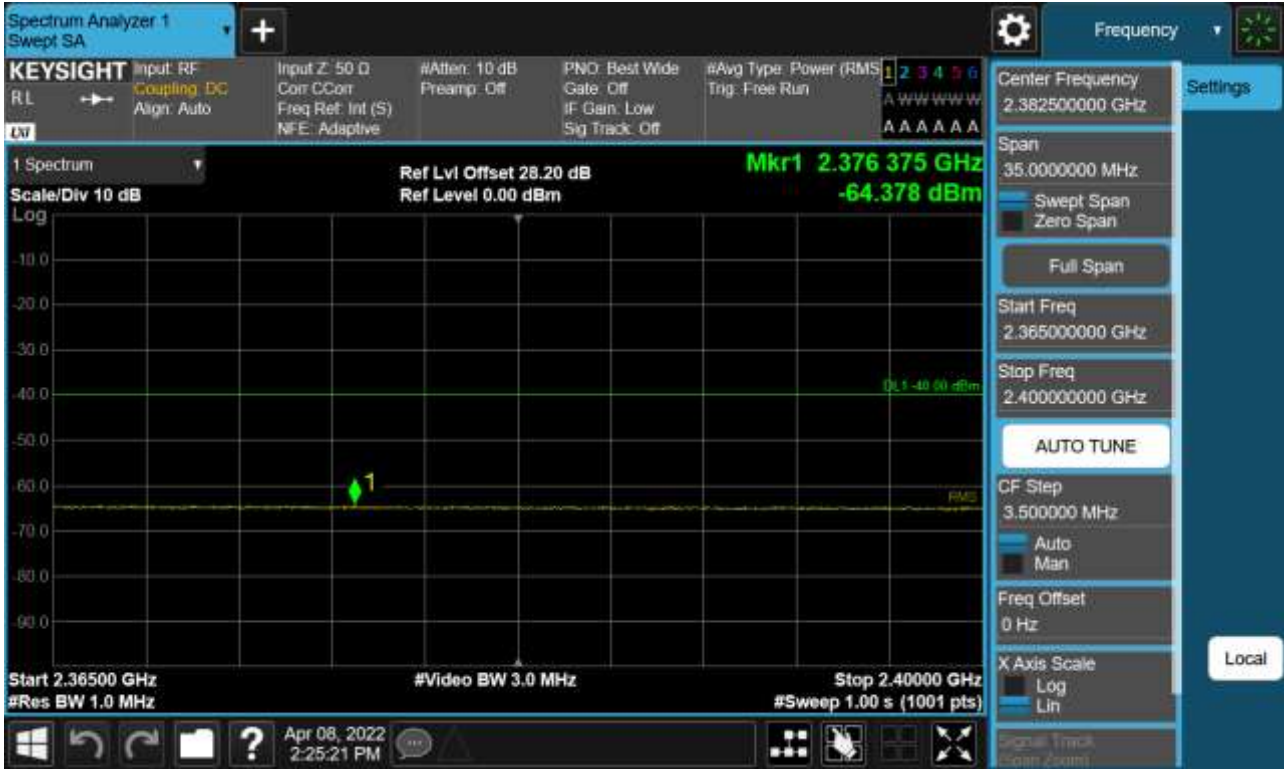 Spectrum Analyzer 1
Swept SA
+
Frequency
KEYSIGHT
RL
LXI
Input: RF
Coupling: DC
Align: Auto
Input Z: 50 Ω
Corr CCorr
Freq Ref: Int (S)
NFE: Adaptive
#Atten: 10 dB
Preamp: Off
PNO: Best Wide
Gate: Off
IF Gain: Low
Sig Track: Off
#Avg Type: Power (RMS
Trig: Free Run
1 2 3 4 5 6
A W W W W W
A A A A A A
1 Spectrum
Scale/Div 10 dB
Log
Ref Lvl Offset 28.20 dB
Ref Level 0.00 dBm
Mkr1 2.376 375 GHz
-64.378 dBm
-10.0
-20.0
-30.0
-40.0
-50.0
-60.0
-70.0
-80.0
-90.0
DL1 -40.00 dBm
1
RMS
Start 2.36500 GHz
#Res BW 1.0 MHz
#Video BW 3.0 MHz
Stop 2.40000 GHz
#Sweep 1.00 s (1001 pts)
Center Frequency
2.382500000 GHz
Span
35.0000000 MHz
Swept Span
Zero Span
Full Span
Start Freq
2.365000000 GHz
Stop Freq
2.400000000 GHz
AUTO TUNE
CF Step
3.500000 MHz
Auto
Man
Freq Offset
0 Hz
X Axis Scale
Log
Lin
Signal Track
(Span Zoom)
Settings
Local
?
Apr 08, 2022
2:25:21 PM